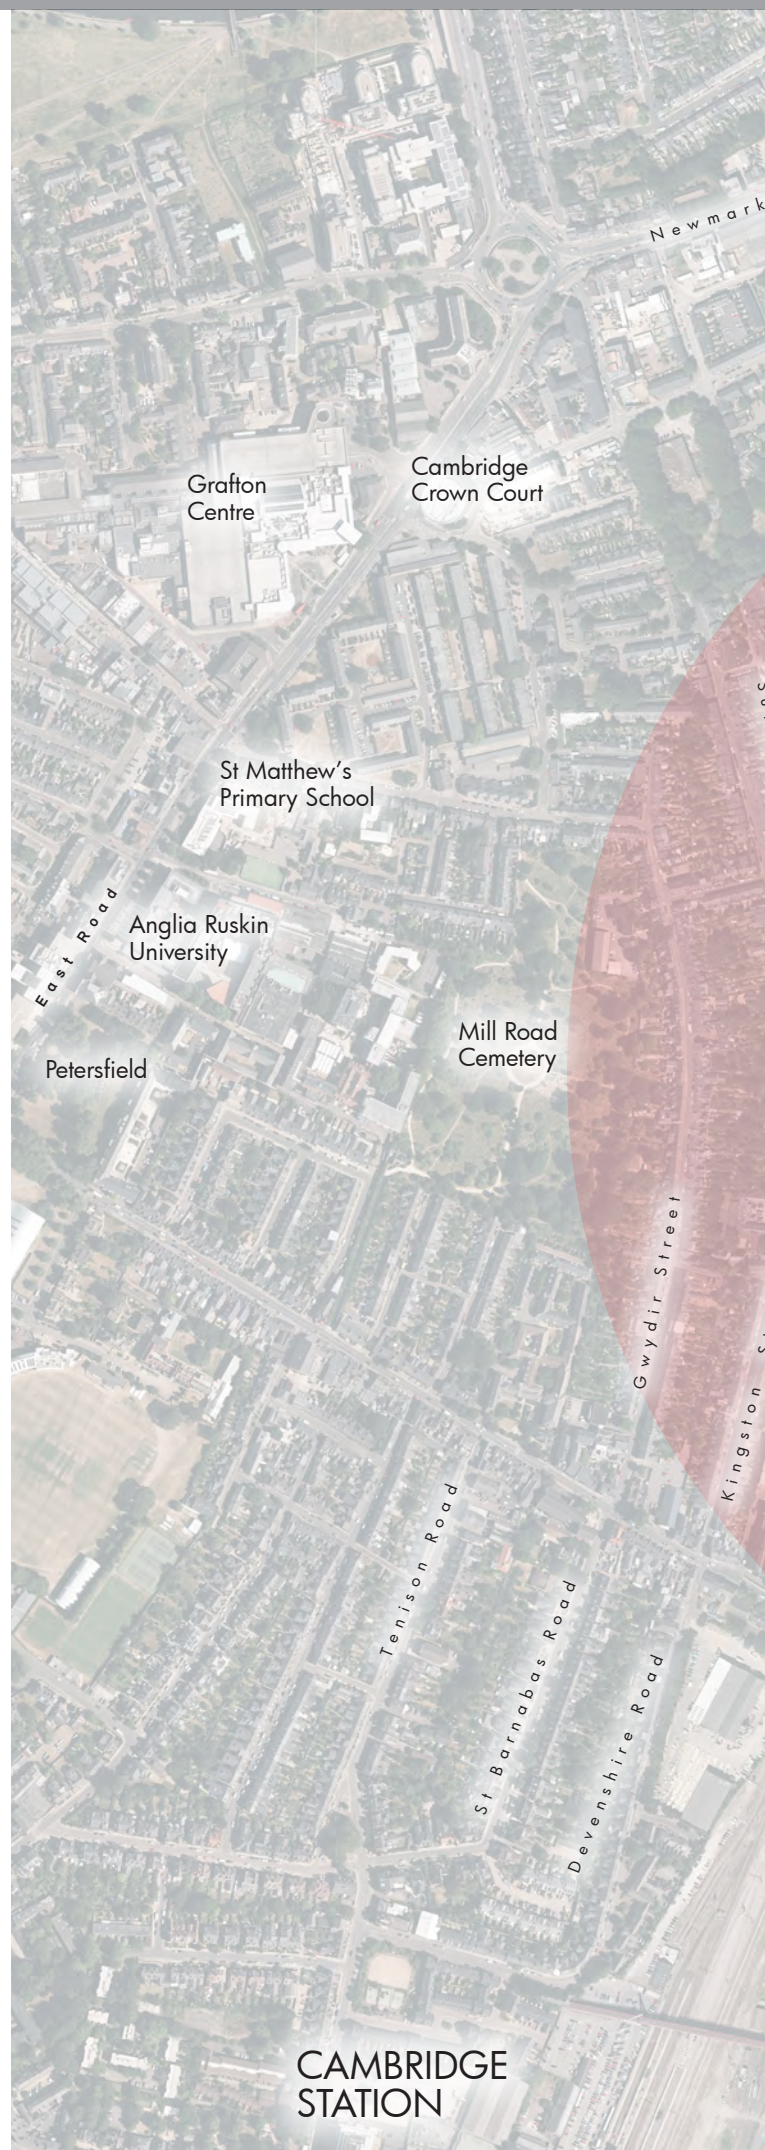 Newmark
Grafton
Centre
Cambridge
Crown Court
St Matthew's
Primary School
East Road
Anglia Ruskin
University
Mill Road
Cemetery
Petersfield
Gwydir Street
Kingston
Tenison Road
St Barnabas Road
Devenshire Road
CAMBRIDGE
STATION